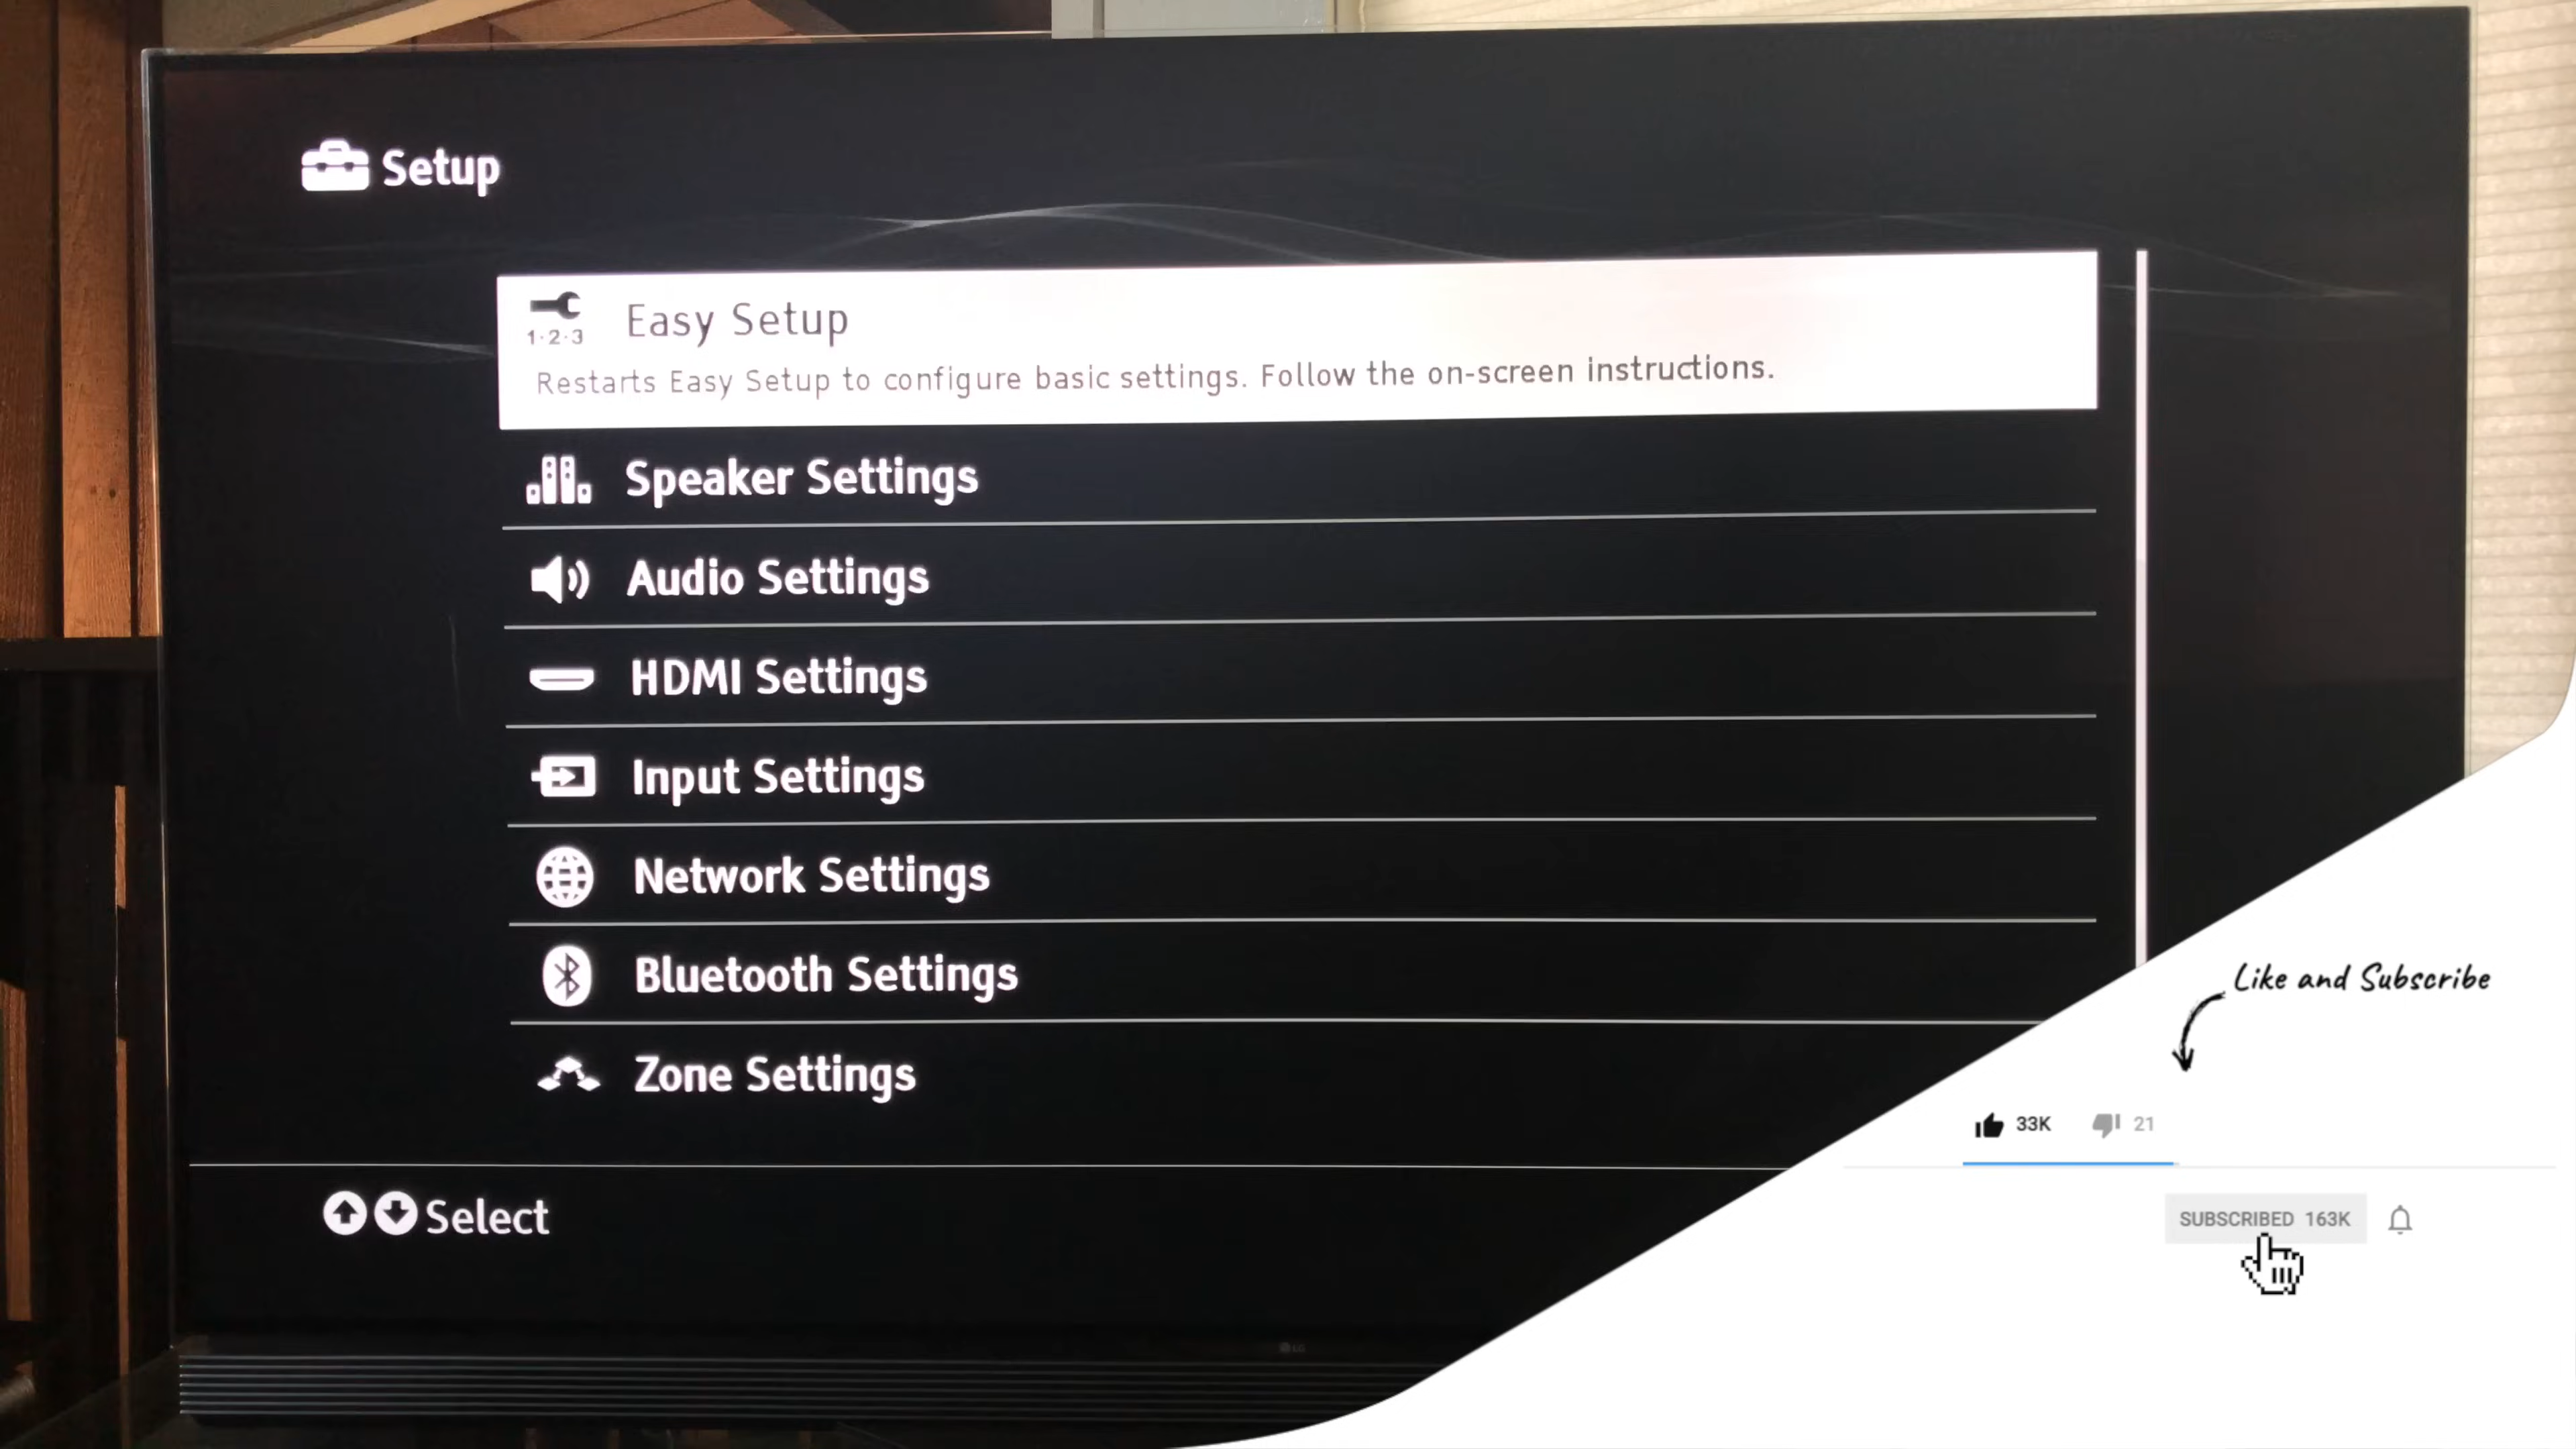 Setup
1·2·3
Easy Setup
Restarts Easy Setup to configure basic settings. Follow the on-screen instructions.
Speaker Settings
Audio Settings
HDMI Settings
Input Settings
Network Settings
Bluetooth Settings
Zone Settings
Select
LG
Like and Subscribe
33K 21
SUBSCRIBED 163K